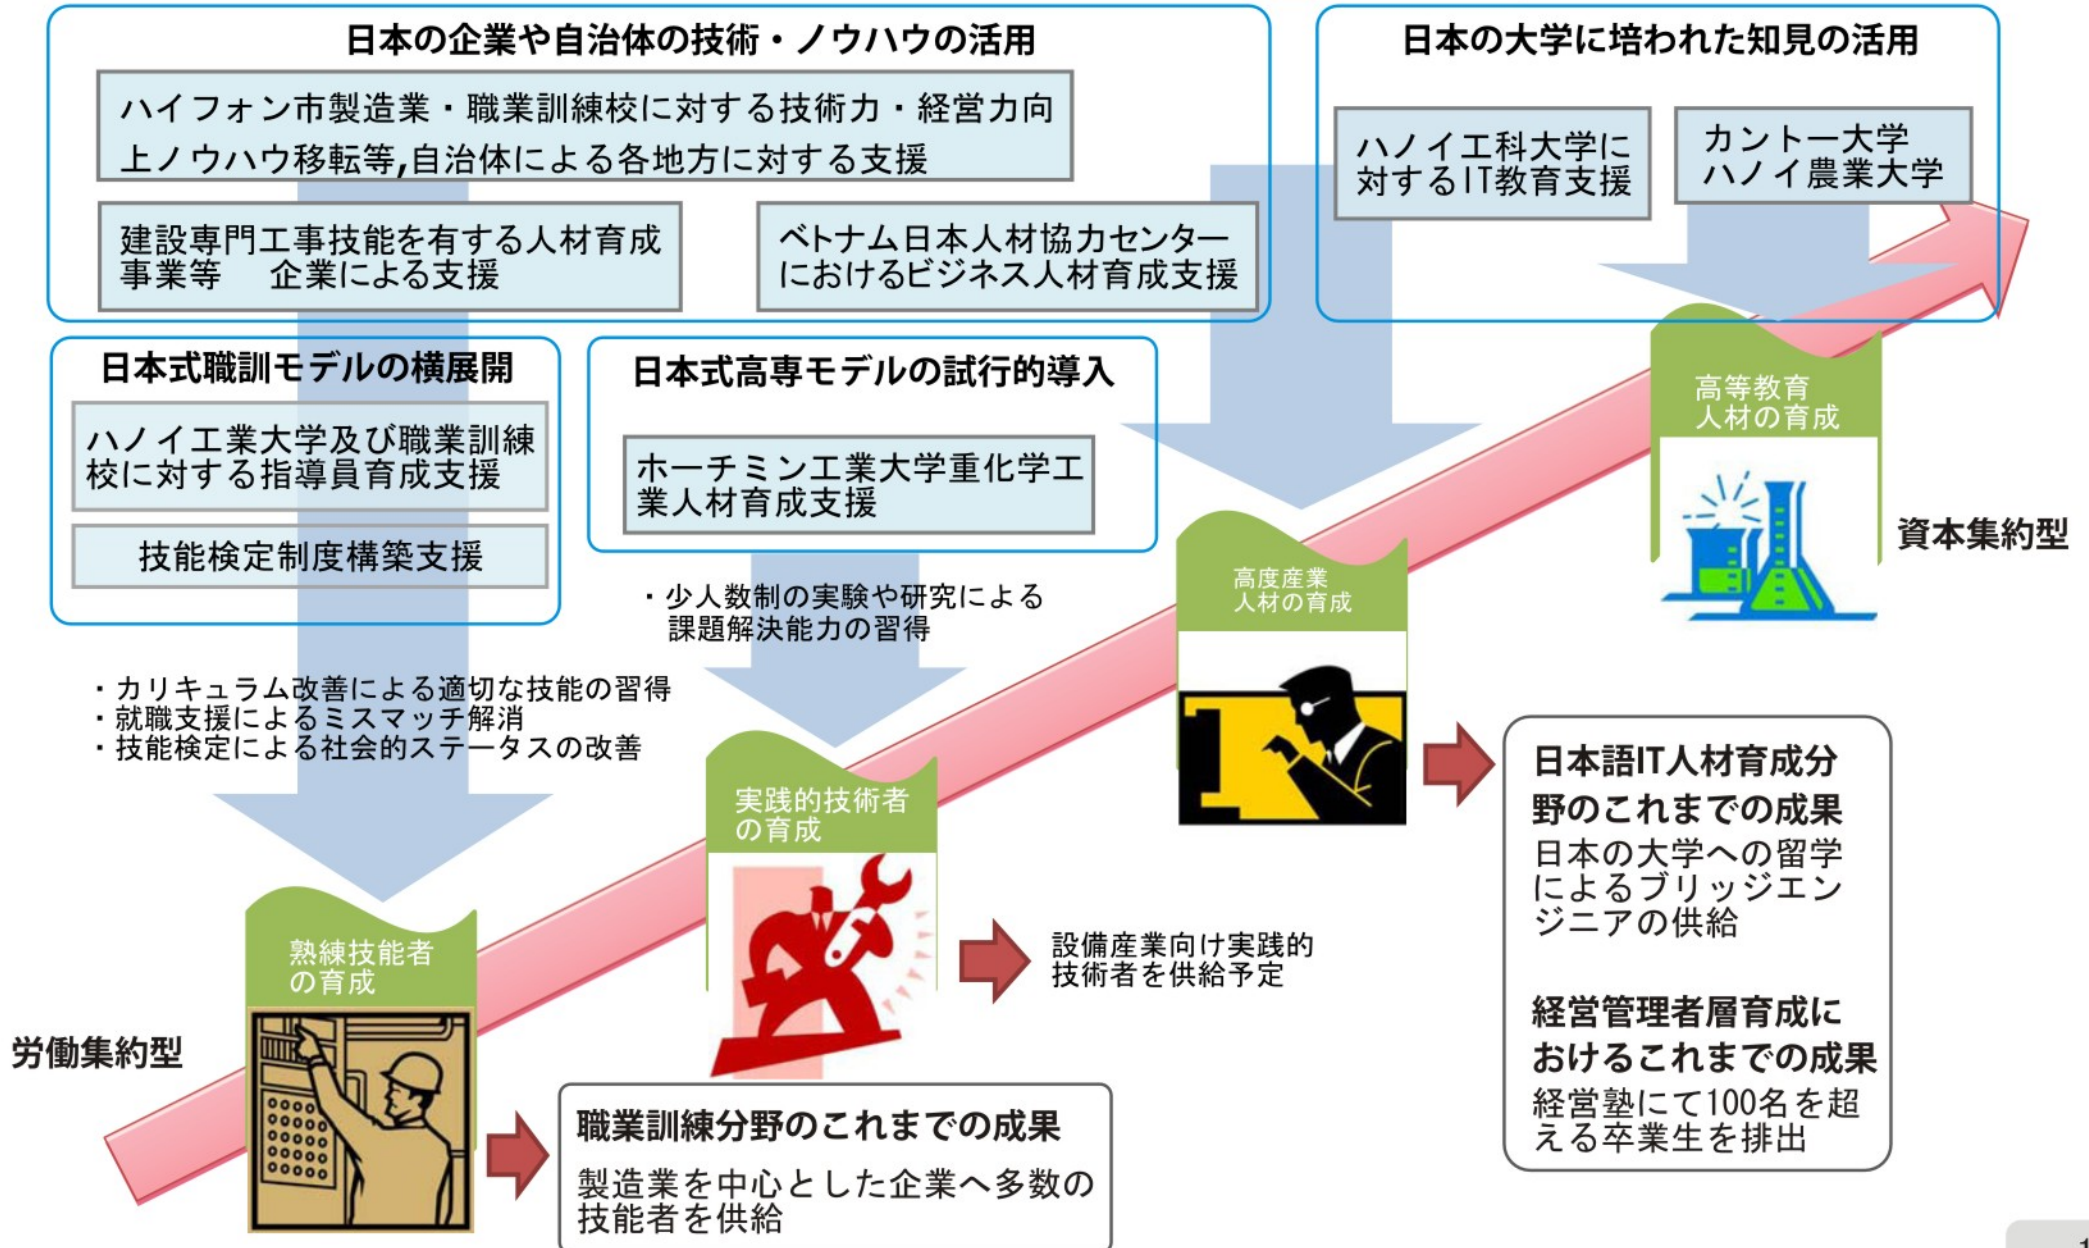 日本の企業や自治体の技術・ノウハウの活用
ハイフォン市製造業・職業訓練校に対する技術力・経営力向
上ノウハウ移転等,自治体による各地方に対する支援
建設専門工事技能を有する人材育成
事業等　企業による支援
ベトナム日本人材協力センター
におけるビジネス人材育成支援
日本の大学に培われた知見の活用
ハノイ工科大学に
対するIT教育支援
カントー大学
ハノイ農業大学
日本式職訓モデルの横展開
ハノイ工業大学及び職業訓練
校に対する指導員育成支援
技能検定制度構築支援
日本式高専モデルの試行的導入
ホーチミン工業大学重化学工
業人材育成支援
・少人数制の実験や研究による
課題解決能力の習得
・カリキュラム改善による適切な技能の習得
・就職支援によるミスマッチ解消
・技能検定による社会的ステータスの改善
高等教育
人材の育成
資本集約型
高度産業
人材の育成
実践的技術者
の育成
熟練技能者
の育成
労働集約型
設備産業向け実践的
技術者を供給予定
日本語IT人材育成分
野のこれまでの成果
日本の大学への留学
によるブリッジエン
ジニアの供給
経営管理者層育成に
おけるこれまでの成果
経営塾にて100名を超
える卒業生を排出
職業訓練分野のこれまでの成果
製造業を中心とした企業へ多数の
技能者を供給